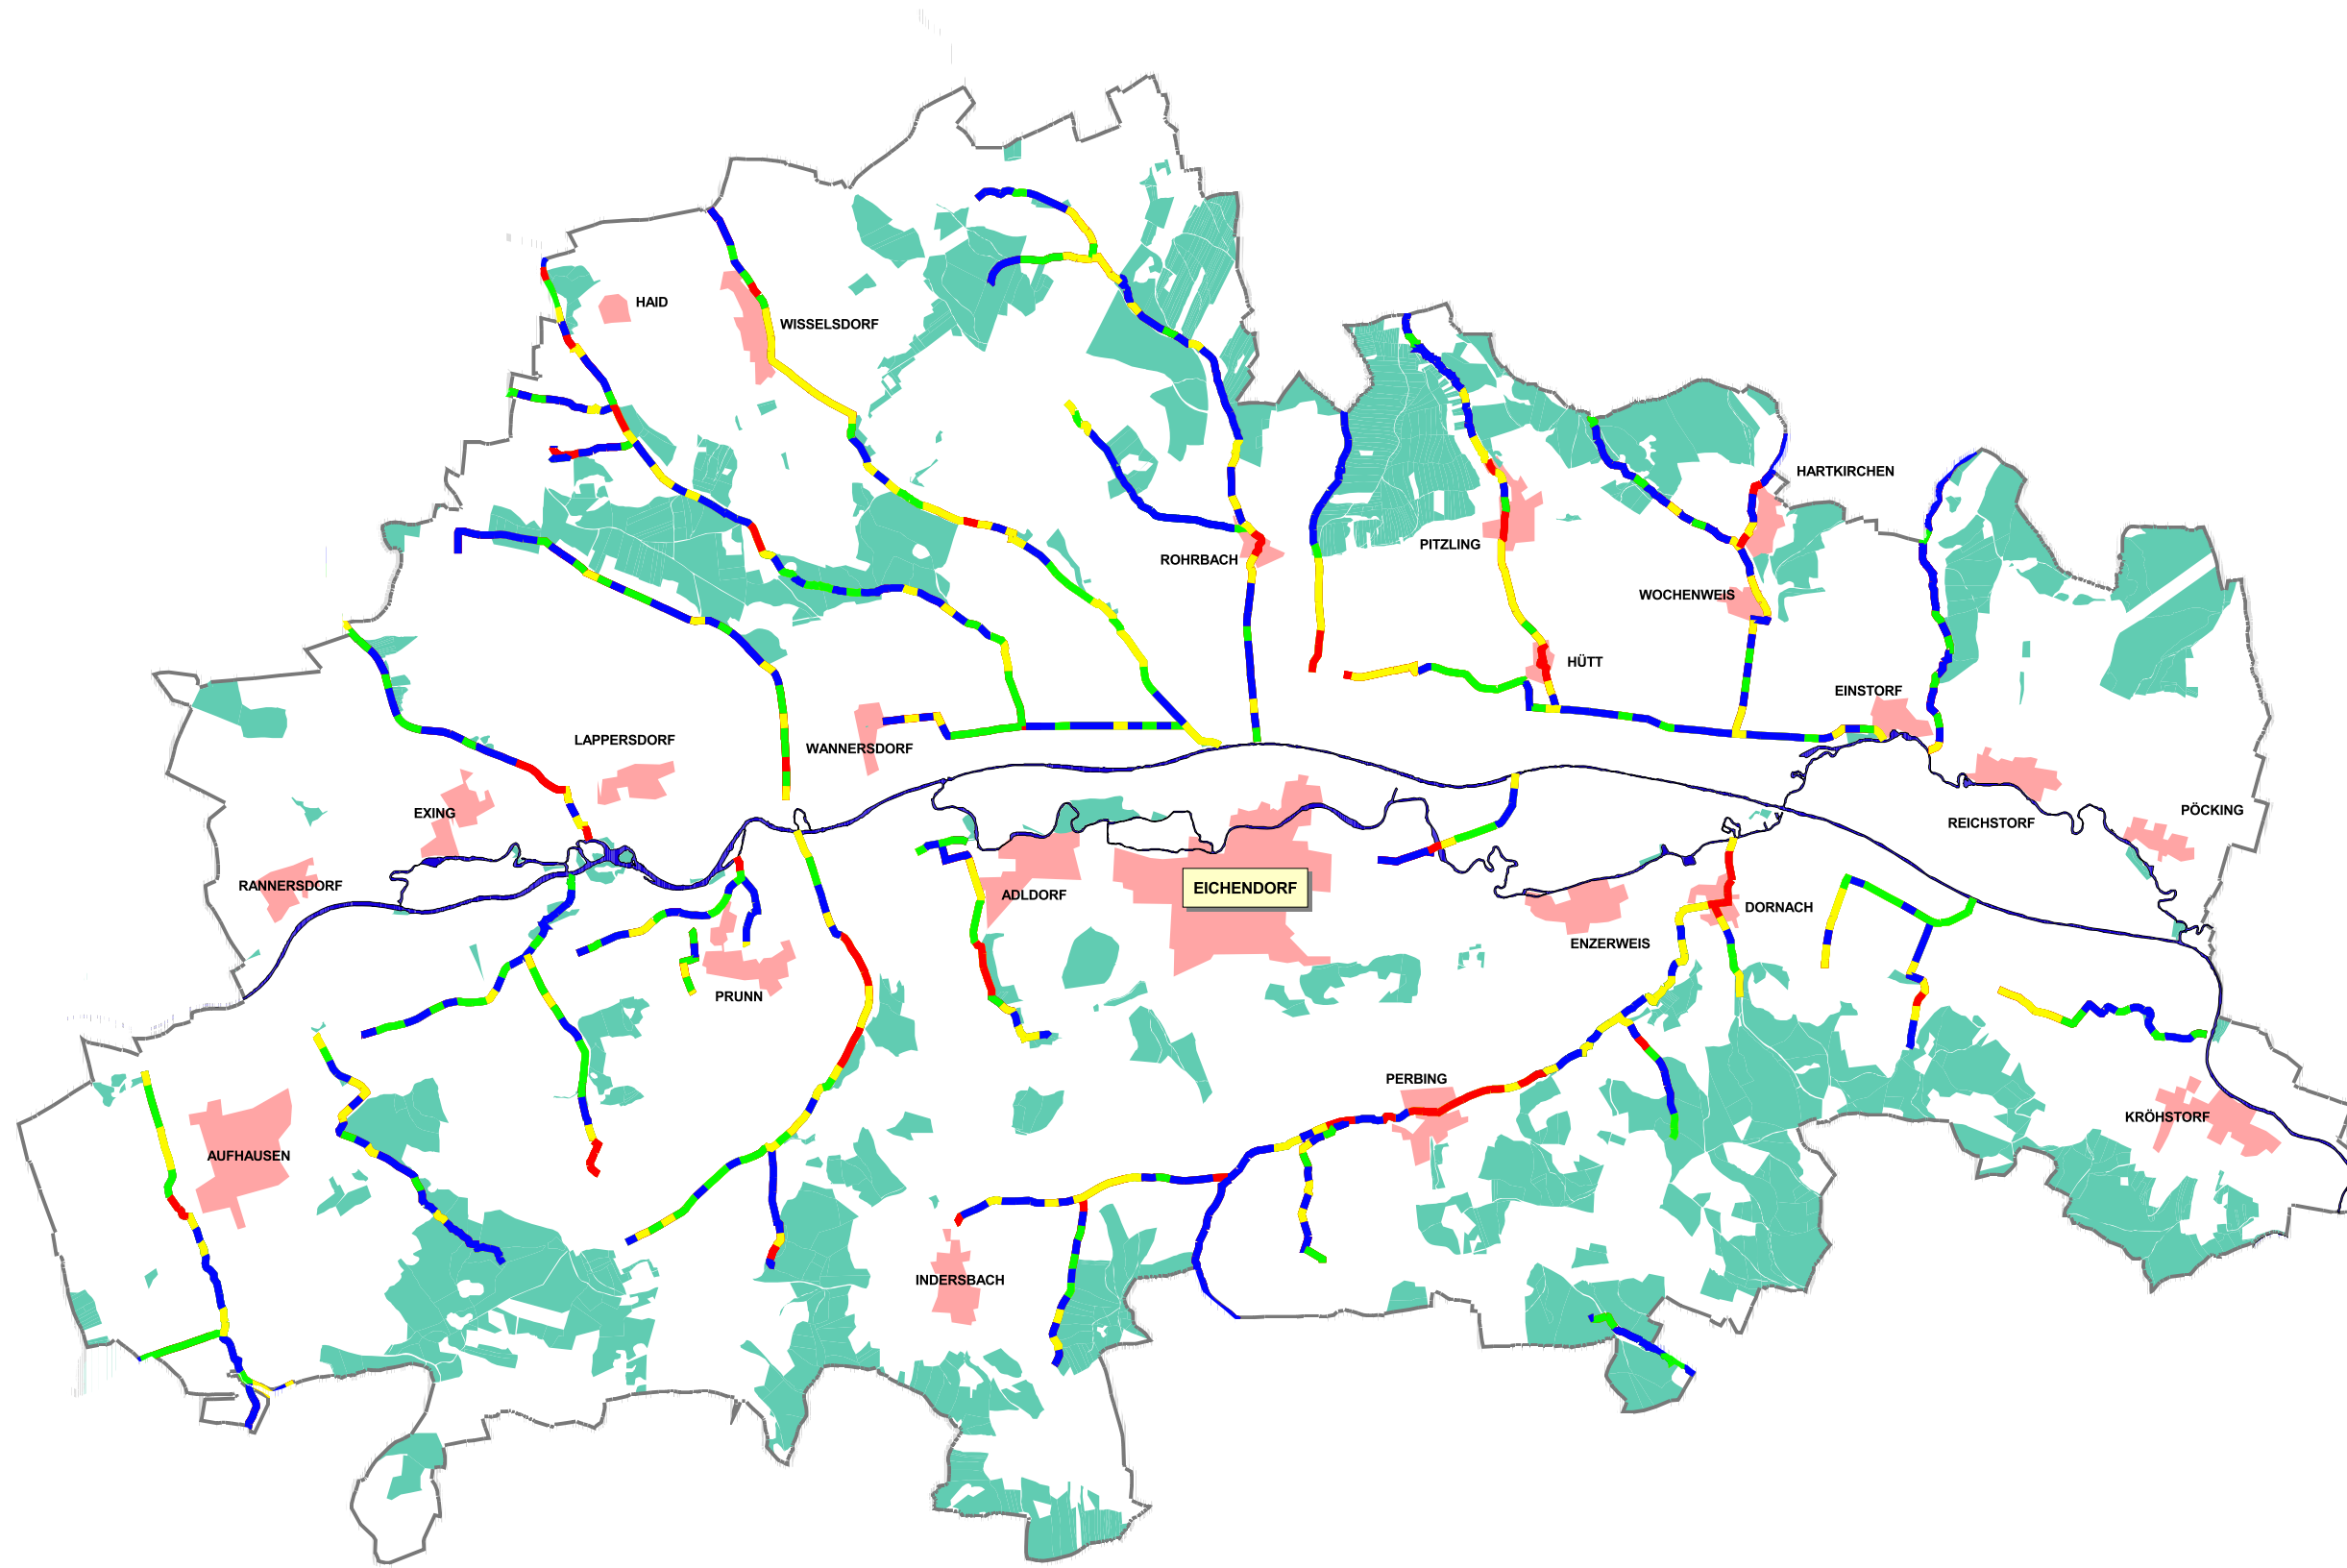 HAID
WISSELSDORF
HARTKIRCHEN
PITZLING
ROHRBACH
WOCHENWEIS
HÜTT
EINSTORF
LAPPERSDORF
WANNERSDORF
EXING
PÖCKING
REICHSTORF
RANNERSDORF
EICHENDORF
ADLDORF
DORNACH
ENZERWEIS
PRUNN
PERBING
KRÖHSTORF
AUFHAUSEN
INDERSBACH